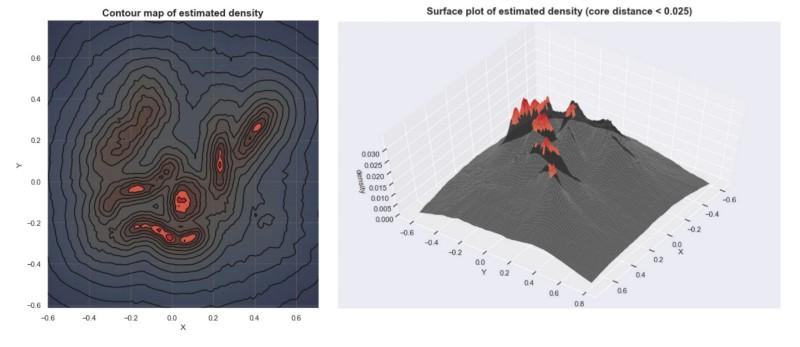 Contour map of estimated density
0.6
0.4
0.2
0.0
−0.2
−0.4
−0.6
Y
−0.6 −0.4 −0.2 0.0 0.2 0.4 0.6
X
Surface plot of estimated density (core distance < 0.025)
0.030
0.025
0.020
0.015
0.010
0.005
0.000
density
−0.6 −0.4 −0.2 0.0 0.2 0.4 0.6 0.8
Y
−0.6
−0.4
−0.2
0.0
0.2
0.4
0.6
X